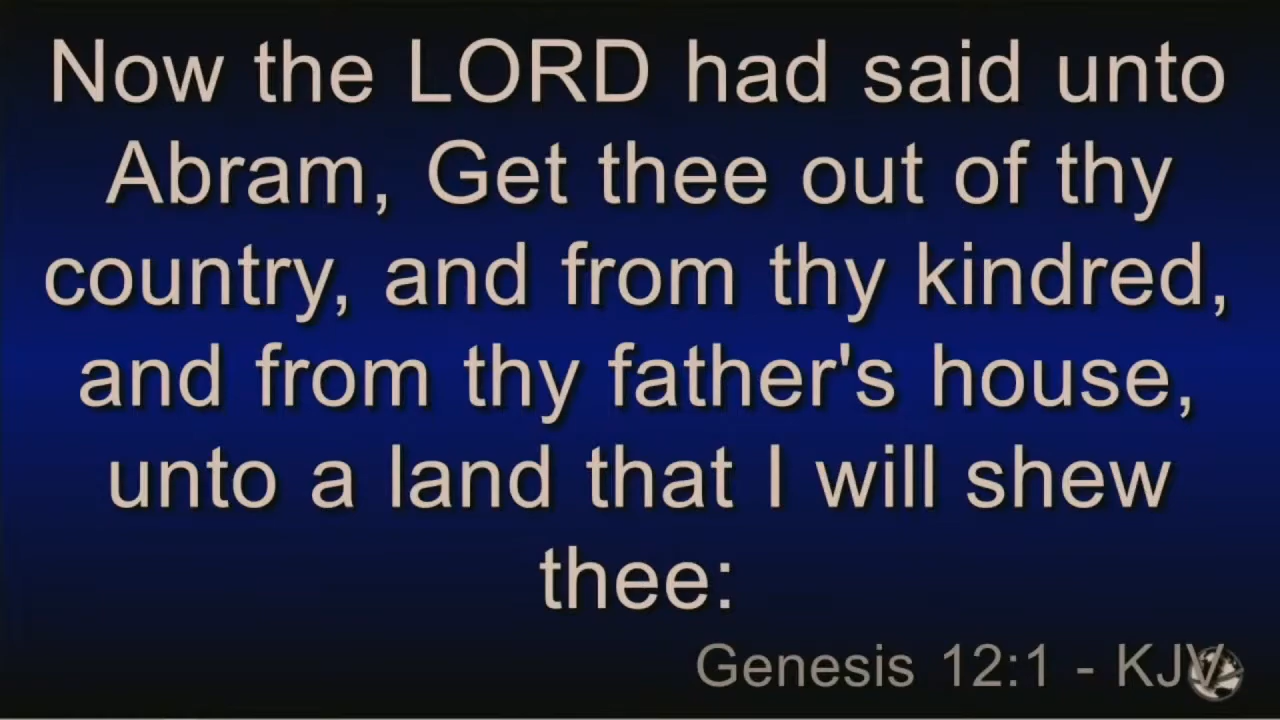 Now the LORD had said unto
Abram, Get thee out of thy
country, and from thy kindred,
and from thy father's house,
unto a land that I will shew
thee:
Genesis 12:1 - KJV